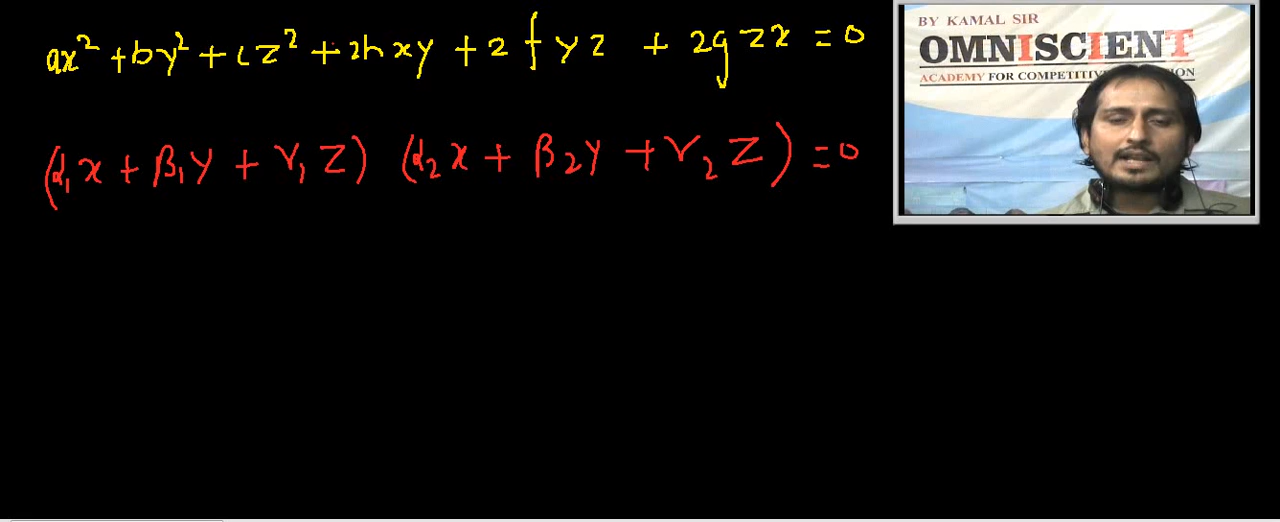 ax² + by² + cz² + 2hxy + 2fyz + 2gzx = 0
BY KAMAL SIR
OMNISCIENT
ACADEMY FOR COMPETITIVE
(α₁x + β₁y + γ₁z) (α₂x + β₂y + γ₂z) = 0